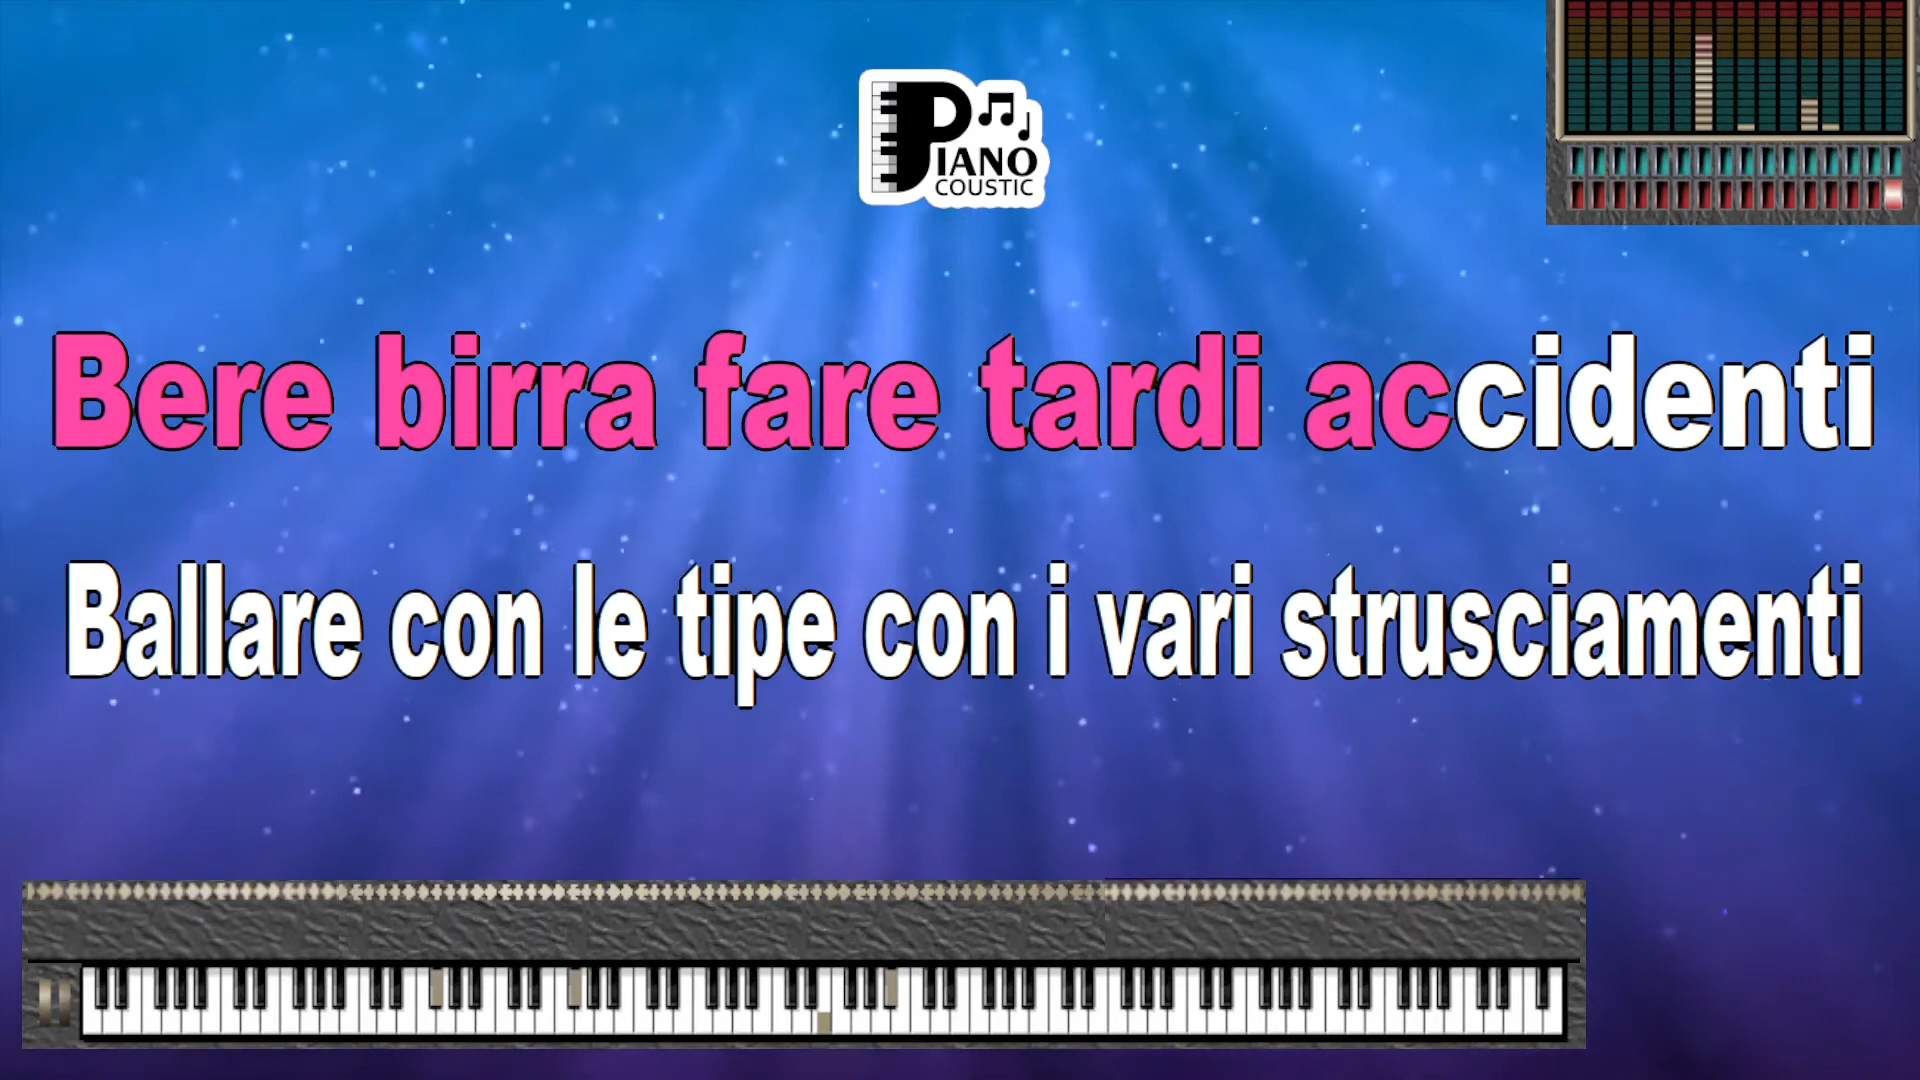 PIANO
COUSTIC
Bere birra fare tardi accidenti
Ballare con le tipe con i vari strusciamenti